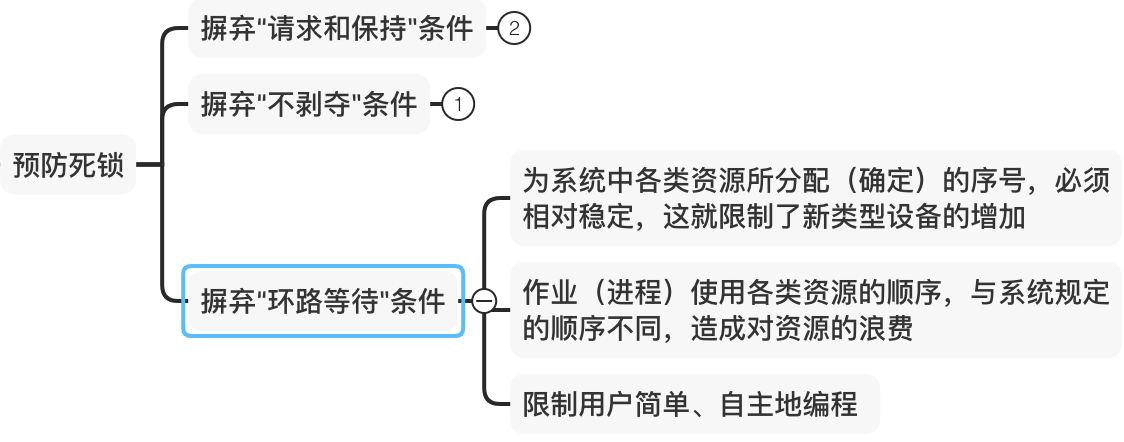 摒弃"请求和保持"条件
2
摒弃"不剥夺"条件
1
预防死锁
摒弃"环路等待"条件
为系统中各类资源所分配（确定）的序号，必须
相对稳定，这就限制了新类型设备的增加
作业（进程）使用各类资源的顺序，与系统规定
的顺序不同，造成对资源的浪费
限制用户简单、自主地编程